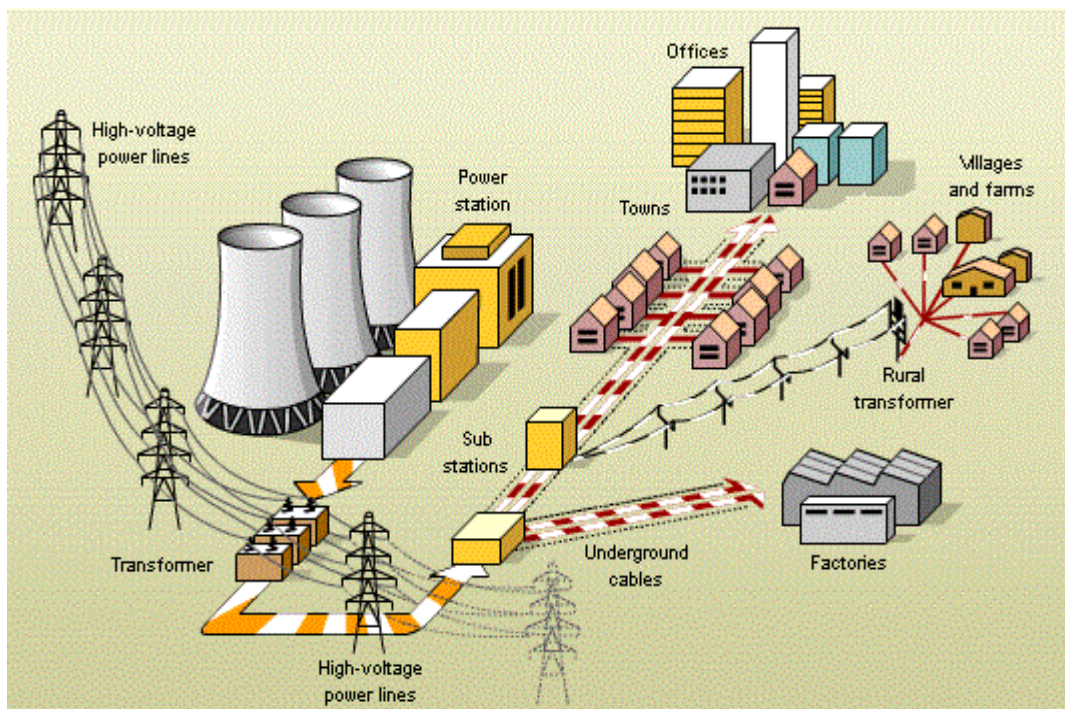 Offices
High-voltage
power lines
Power
station
Villages
and farms
Towns
Rural
transformer
Sub
stations
Transformer
Underground
cables
Factories
High-voltage
power lines